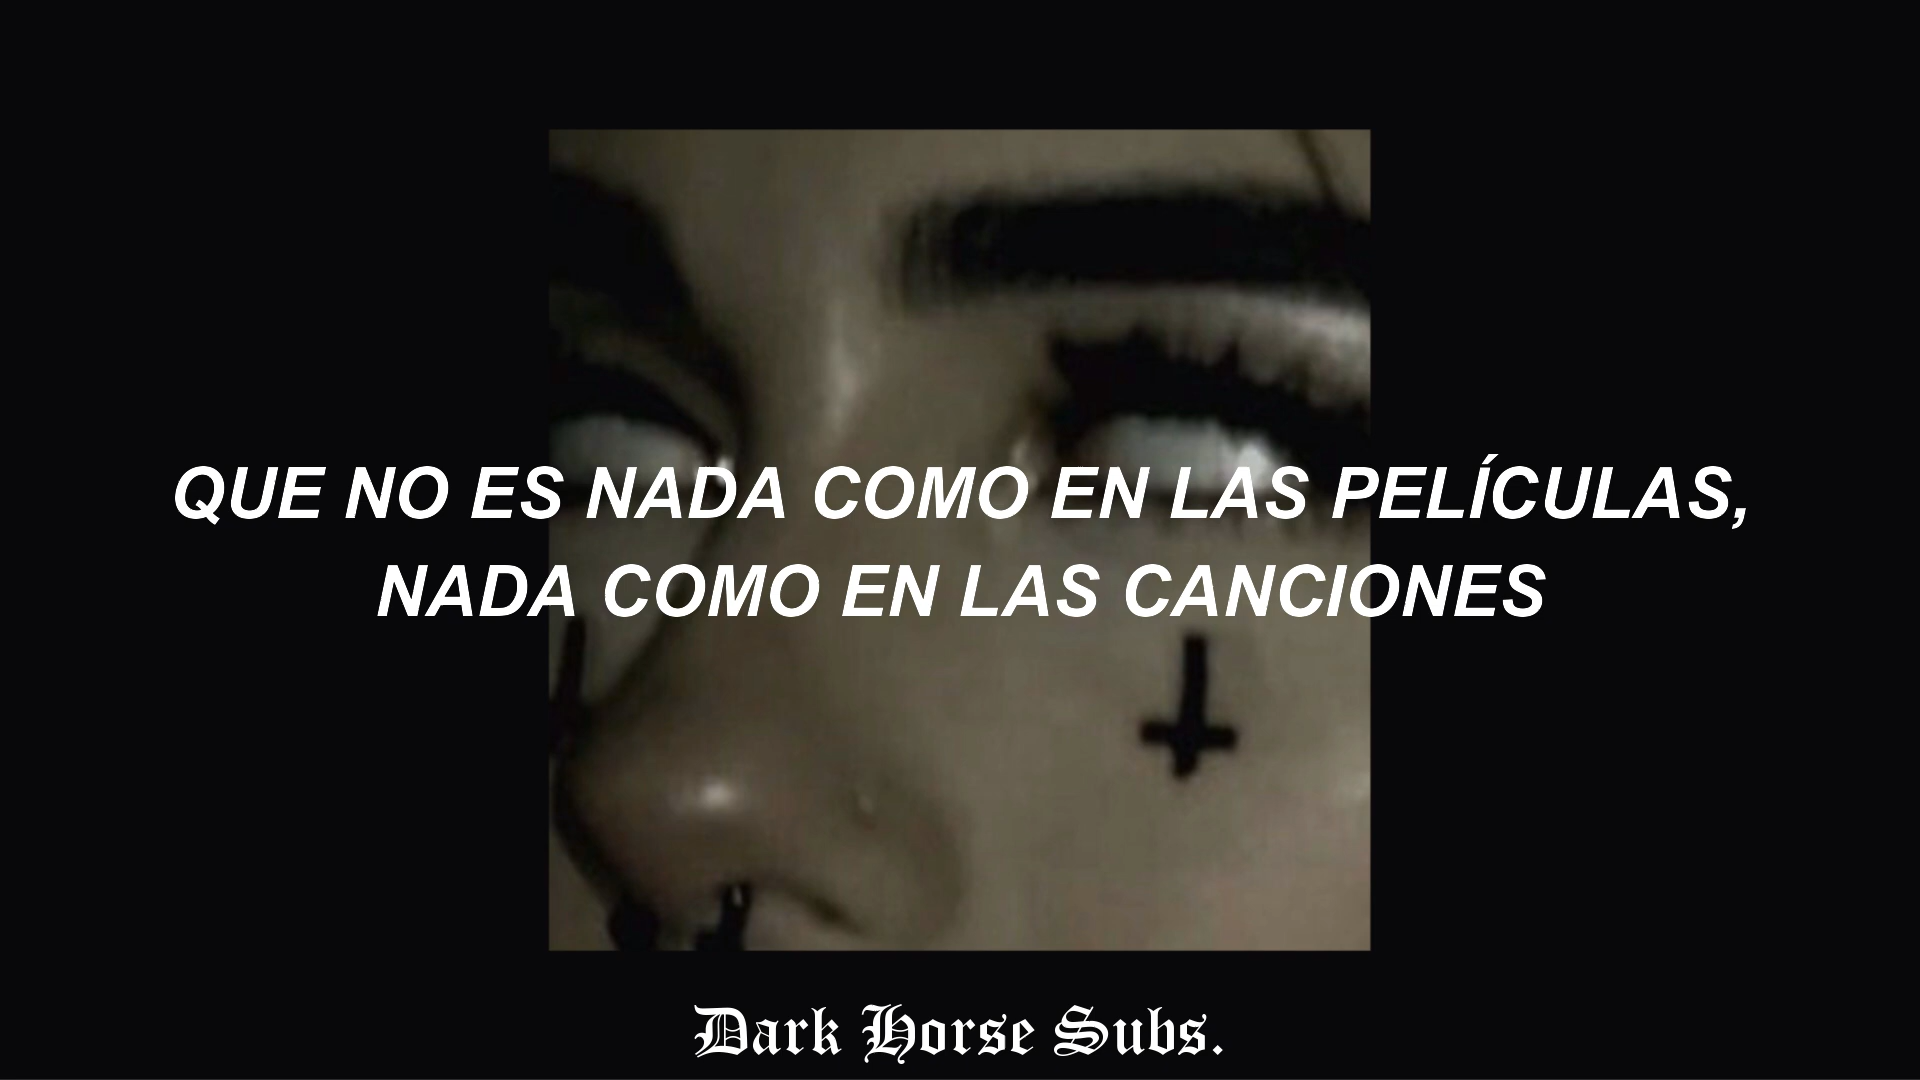 QUE NO ES NADA COMO EN LAS PELÍCULAS,
NADA COMO EN LAS CANCIONES
Dark Horse Subs.